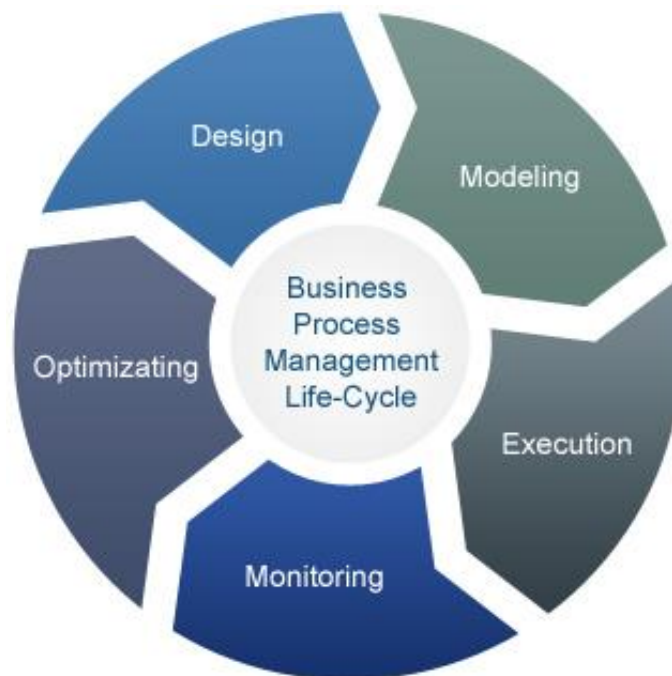 Design
Modeling
Business
Process
Management
Life-Cycle
Optimizating
Execution
Monitoring